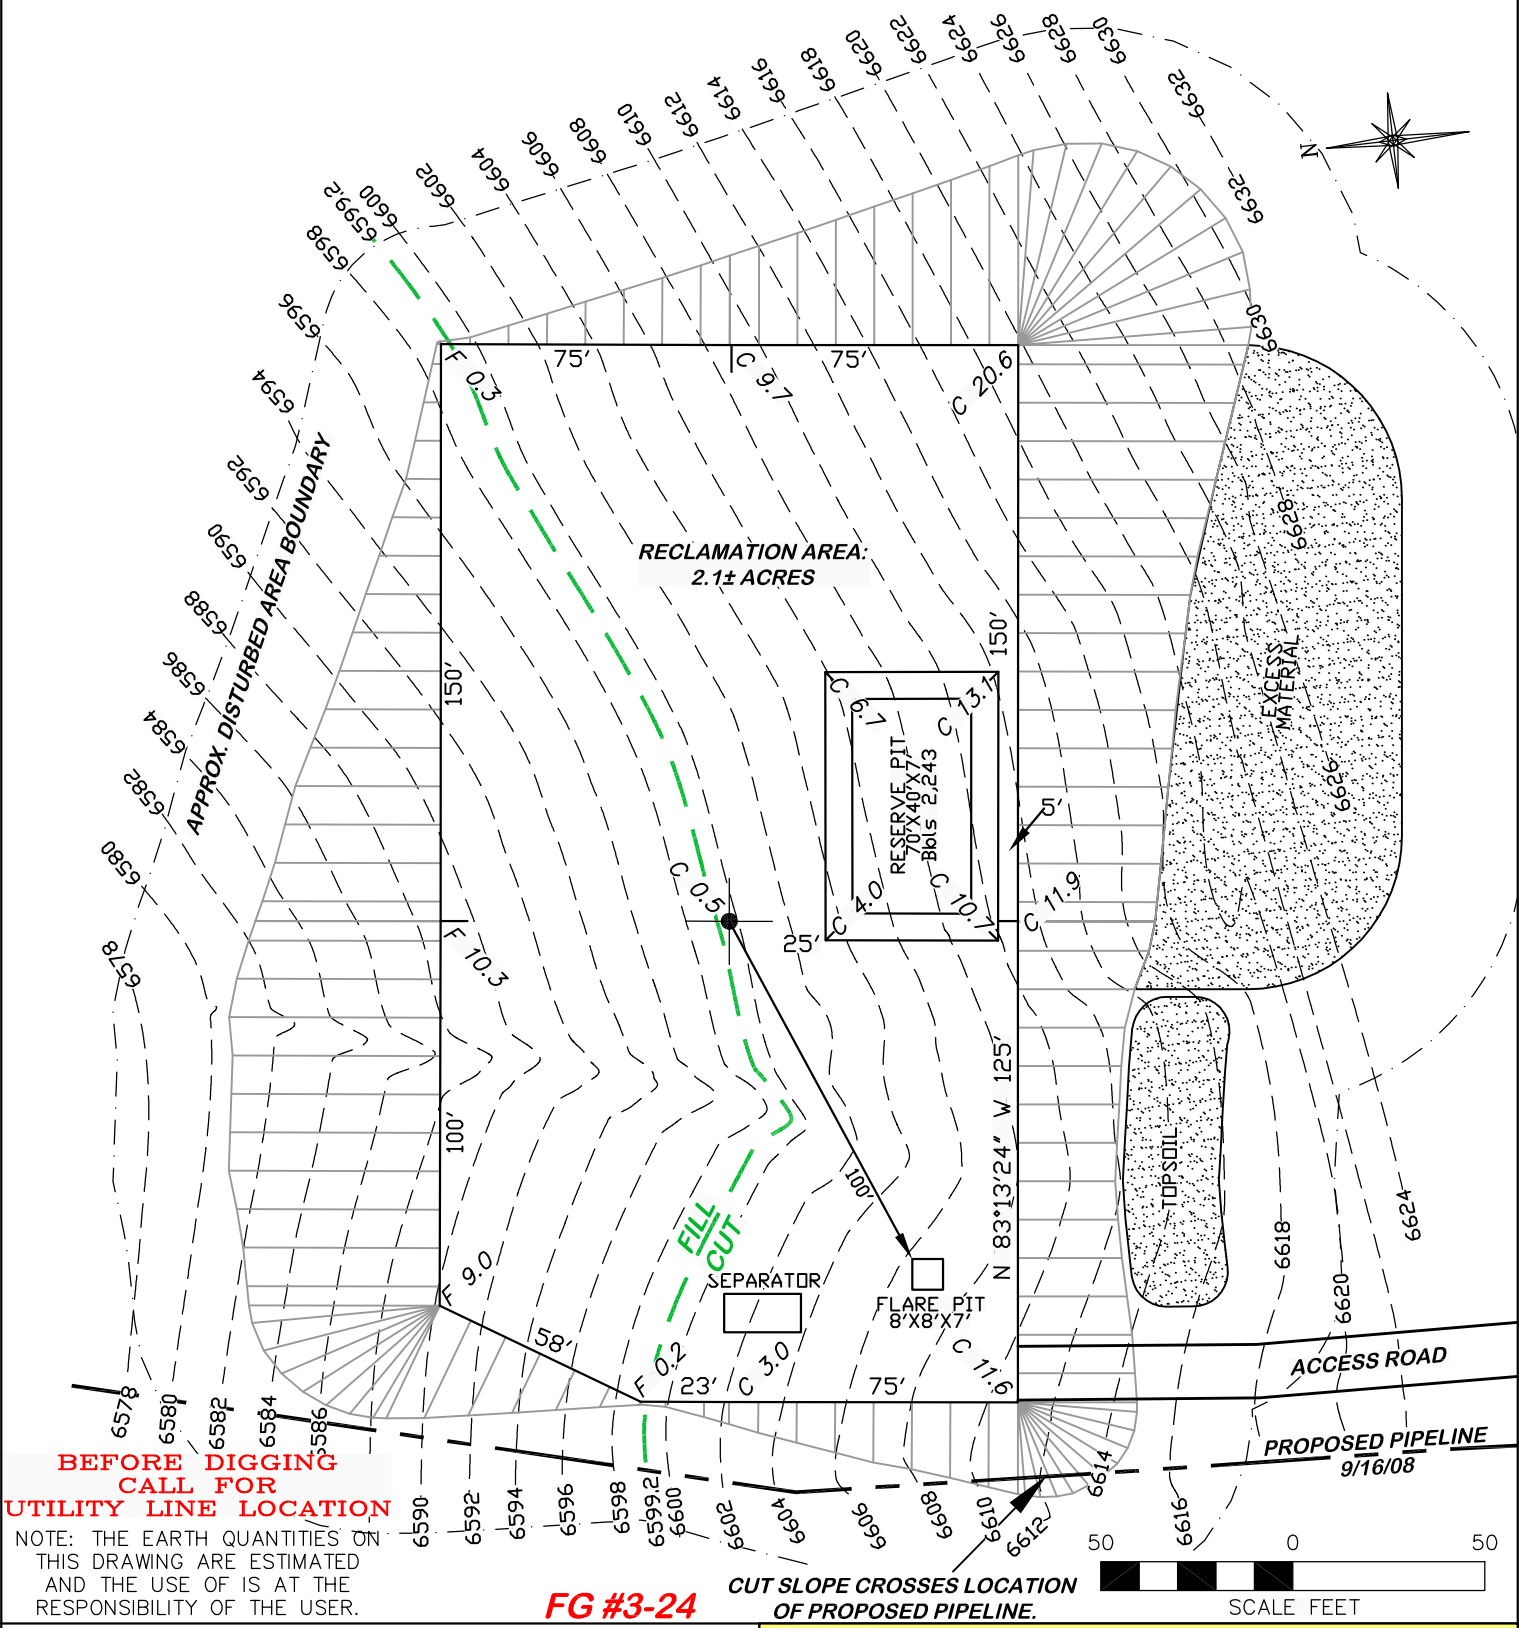 6598
6599.2
6600
6602
6604
6606
6608
6610
6612
6614
6616
6618
6620
6622
6624
6626
6628
6630
6632
6632
6630
N
6596
6594
6592
6590
6588
6586
6584
6582
6580
6578
APPROX. DISTURBED AREA BOUNDARY
F 0.3
75'
C 9.7
75'
C 20.6
RECLAMATION AREA:
2.1± ACRES
150'
150'
C 6.7
C 13.1
RESERVE PIT
70'X40'X7'
Bbls 2,243
C 4.0
C 10.7
5'
C 11.9
25'
C 0.5
F 10.3
EXCESS
MATERIAL
6628
6626
100'
N 83°13'24" W 125'
TOPSOIL
100'
FILL
CUT
SEPARATOR
FLARE PIT
8'X8'X7'
F 9.0
58'
F 0.2
23'
C 3.0
75'
C 11.6
6618
6620
6624
ACCESS ROAD
PROPOSED PIPELINE
9/16/08
6578
6580
6582
6584
6586
6590
6592
6594
6596
6598
6599.2
6600
6602
6604
6606
6608
6610
6612
6614
6616
BEFORE DIGGING
CALL FOR
UTILITY LINE LOCATION
NOTE: THE EARTH QUANTITIES ON
THIS DRAWING ARE ESTIMATED
AND THE USE OF IS AT THE
RESPONSIBILITY OF THE USER.
FG #3-24
CUT SLOPE CROSSES LOCATION
OF PROPOSED PIPELINE.
50 0 50
SCALE FEET